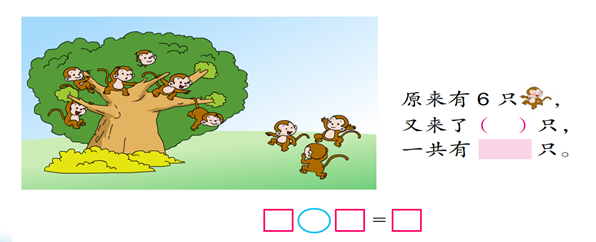 原来有 6 只 ,
又来了 ( ) 只,
一共有 只。
=